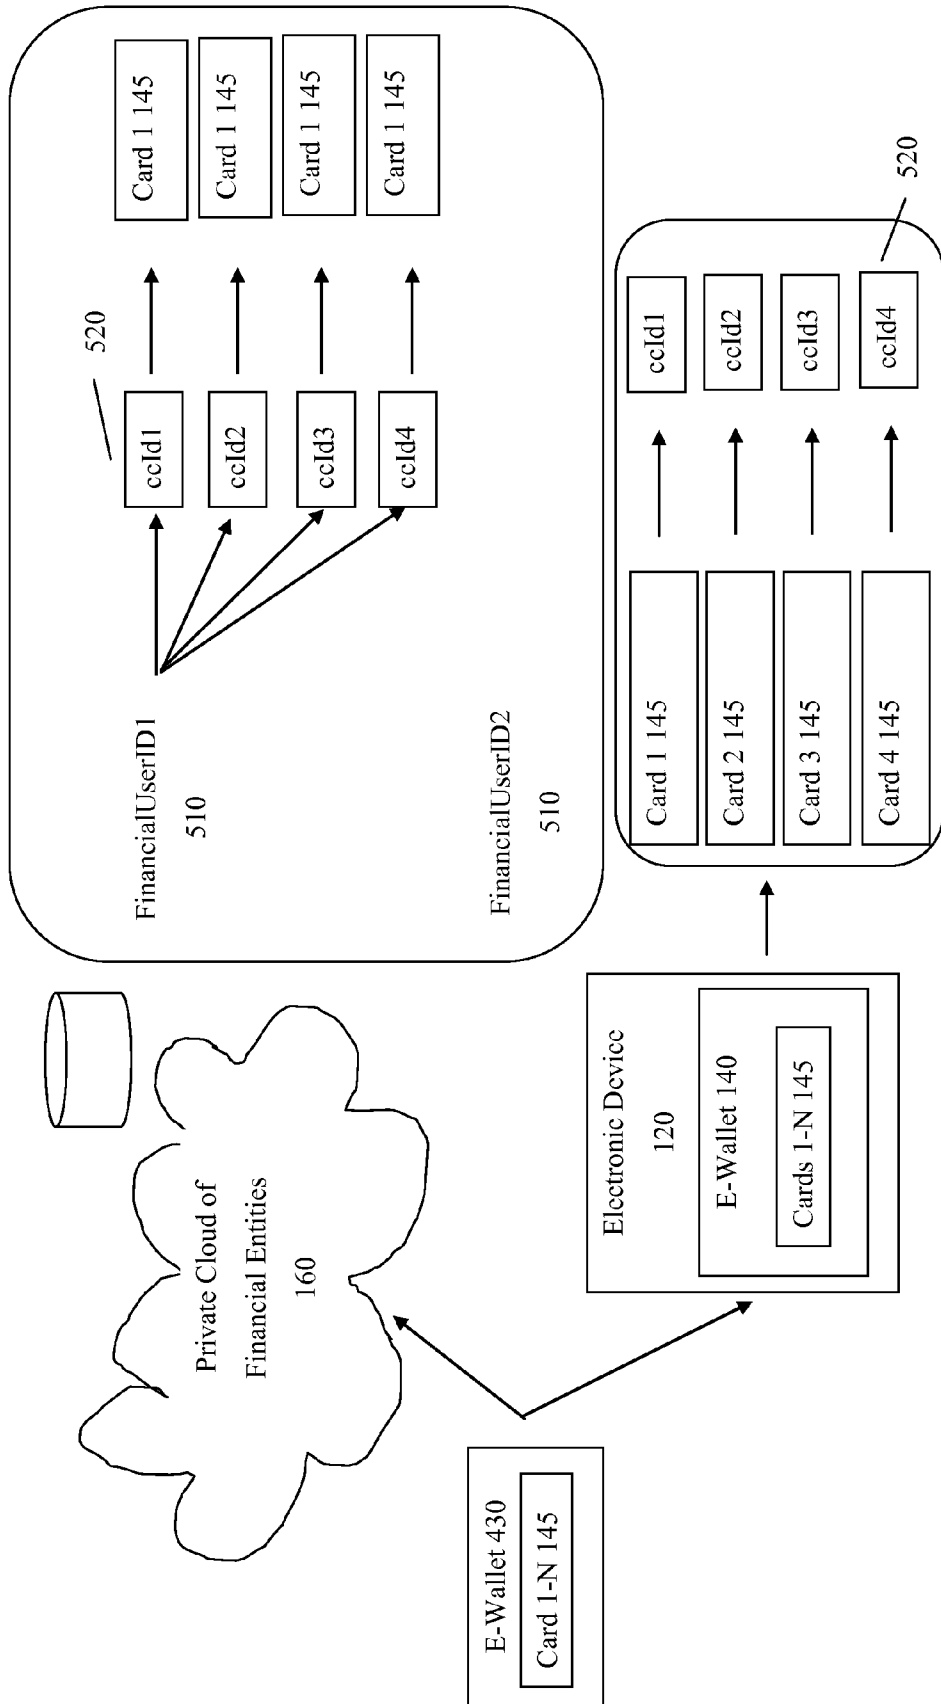 Private Cloud of
Financial Entities
160
E-Wallet 430
Card 1-N 145
Electronic Device
120
E-Wallet 140
Cards 1-N 145
FinancialUserID1
510
FinancialUserID2
510
520
ccId1
ccId2
ccId3
ccId4
Card 1 145
Card 1 145
Card 1 145
Card 1 145
Card 1 145
Card 2 145
Card 3 145
Card 4 145
ccId1
ccId2
ccId3
ccId4
520